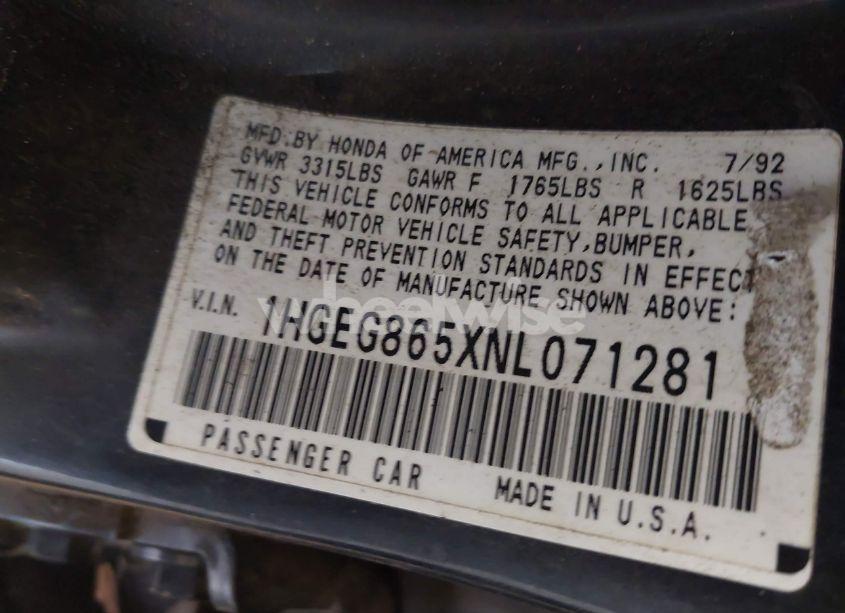 MFD.BY HONDA OF AMERICA MFG.,INC. 7/92
GVWR 3315LBS GAWR F 1765LBS R 1625LBS
THIS VEHICLE CONFORMS TO ALL APPLICABLE
FEDERAL MOTOR VEHICLE SAFETY,BUMPER,
AND THEFT PREVENTION STANDARDS IN EFFECT
ON THE DATE OF MANUFACTURE SHOWN ABOVE:
V.I.N. 1HGEG865XNL071281
wheelwise
PASSENGER CAR MADE IN U.S.A.